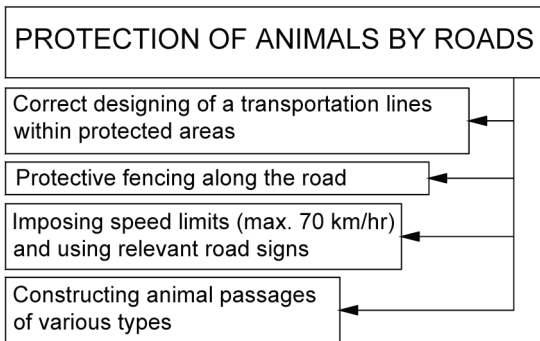 PROTECTION OF ANIMALS BY ROADS
Correct designing of a transportation lines
within protected areas
Protective fencing along the road
Imposing speed limits (max. 70 km/hr)
and using relevant road signs
Constructing animal passages
of various types